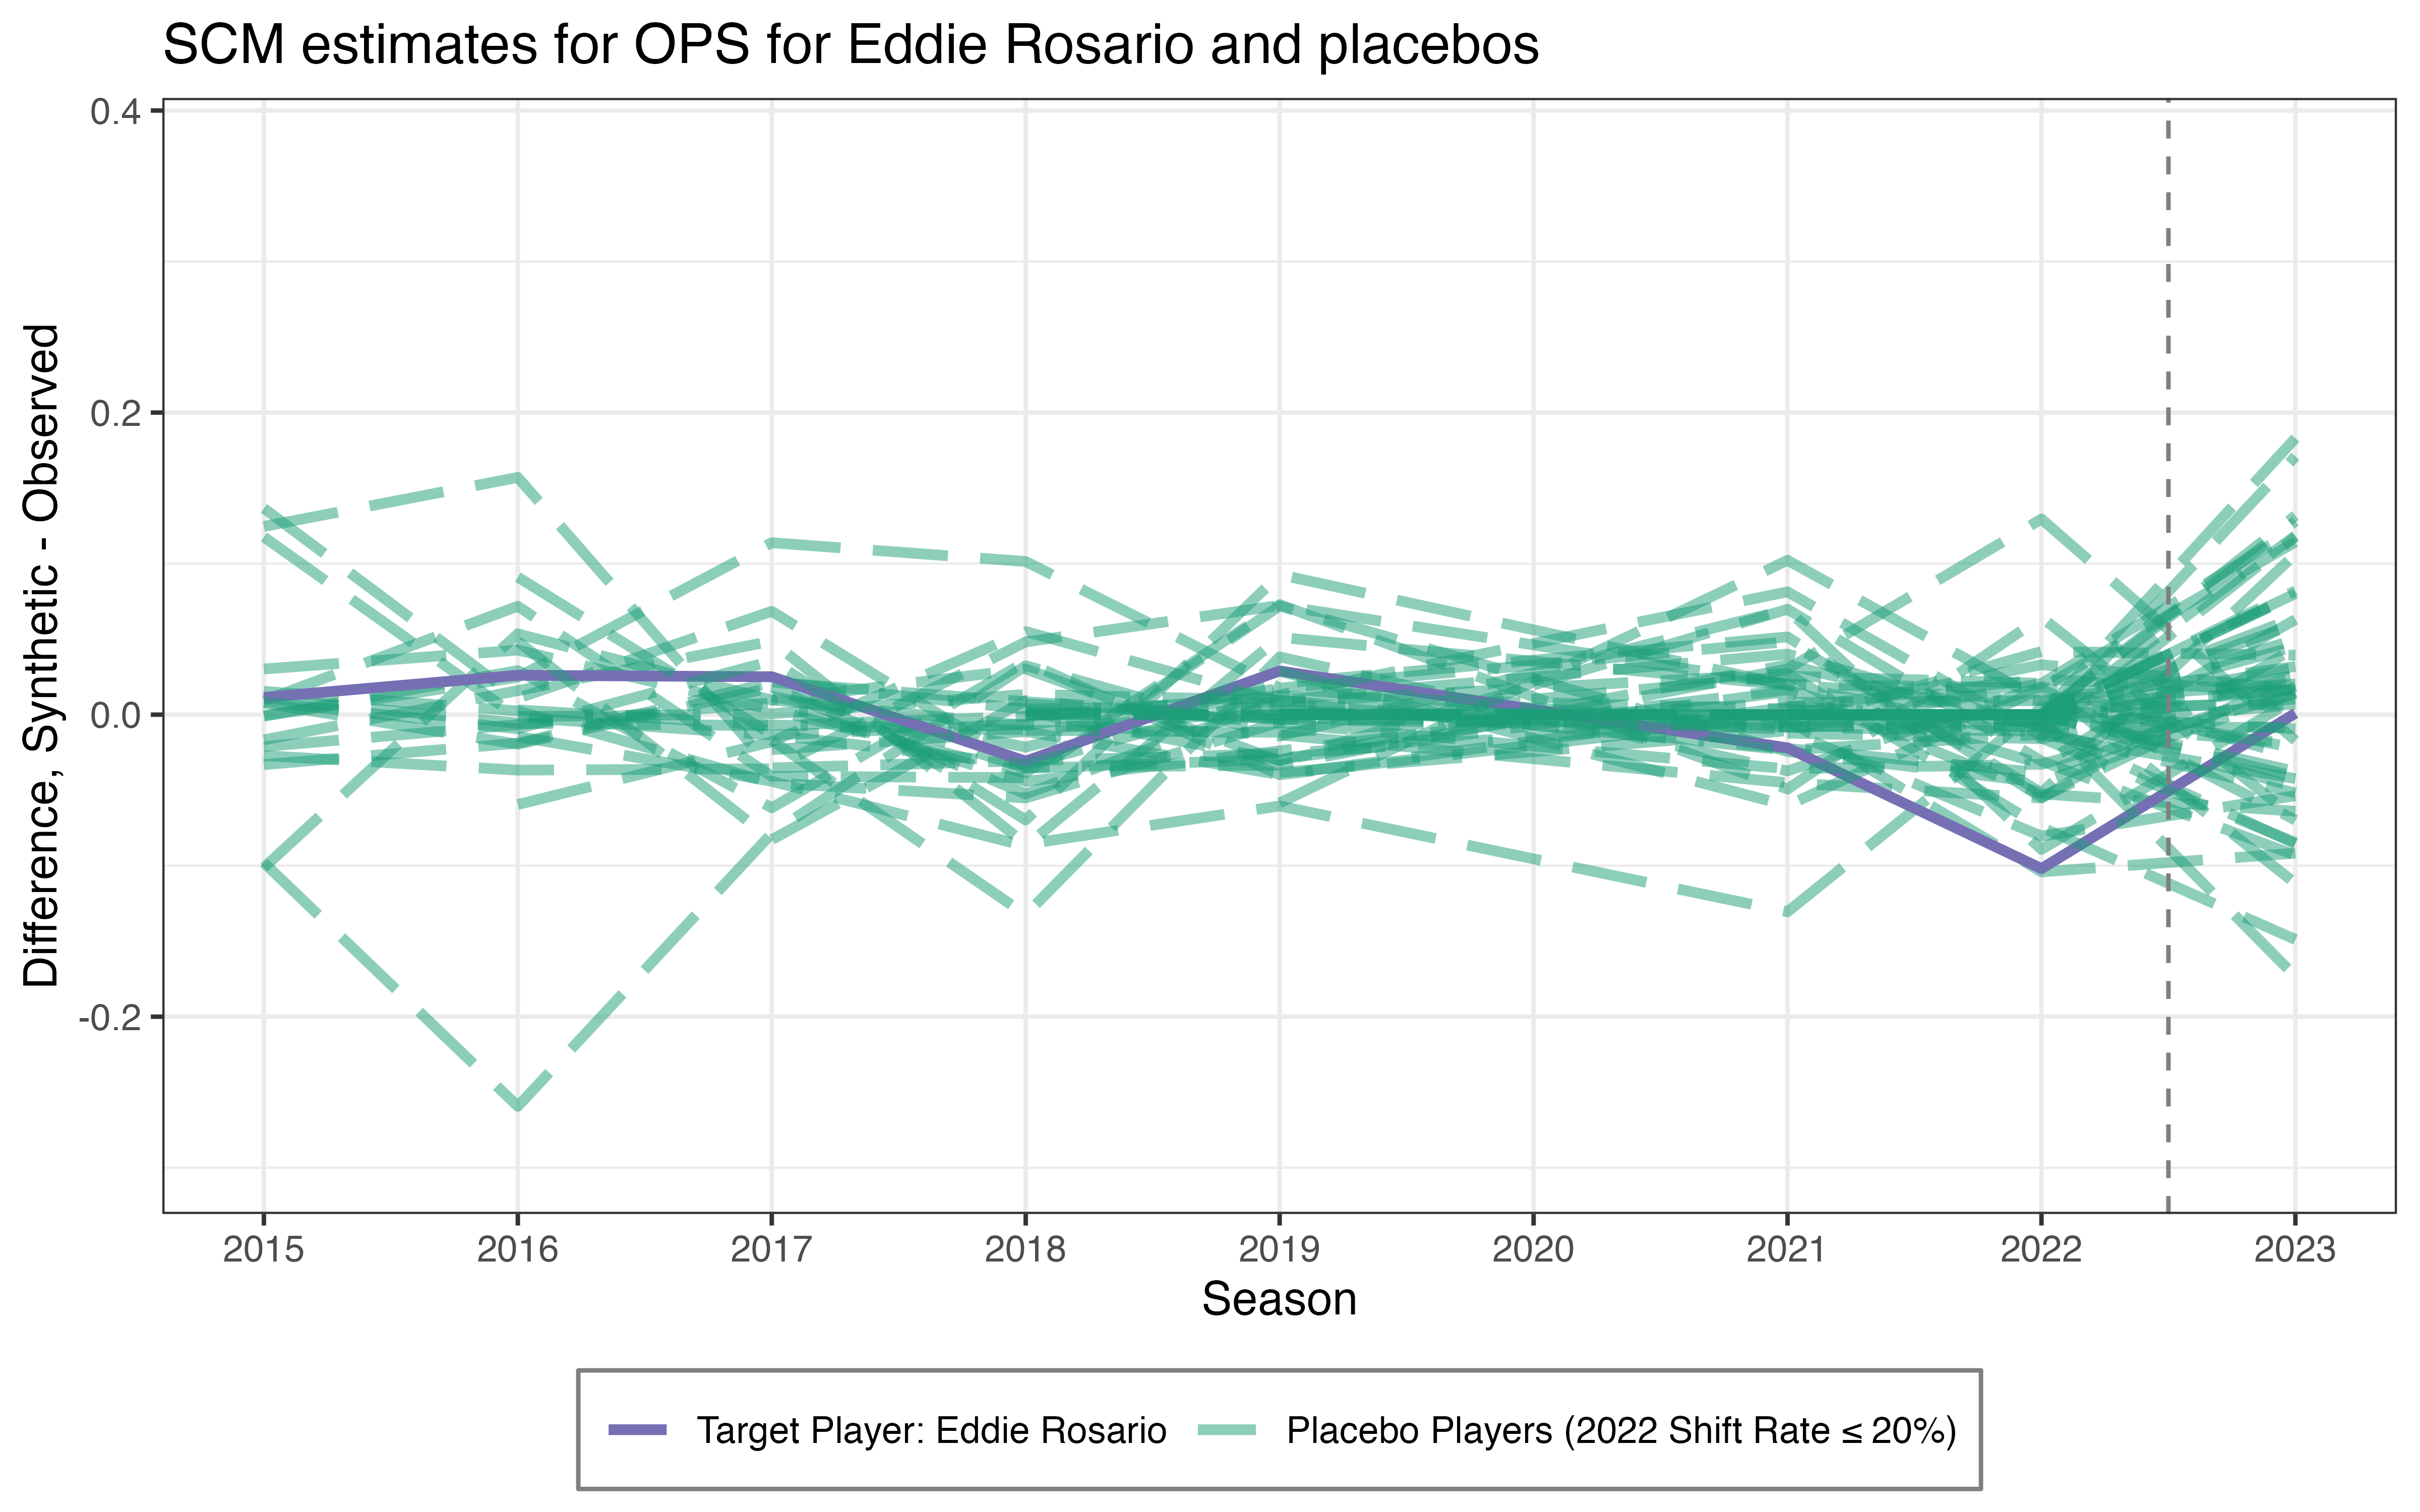 SCM estimates for OPS for Eddie Rosario and placebos
Difference, Synthetic - Observed
0.4
0.2
0.0
-0.2
2015 2016 2017 2018 2019 2020 2021 2022 2023
Season
Target Player: Eddie Rosario Placebo Players (2022 Shift Rate ≤ 20%)